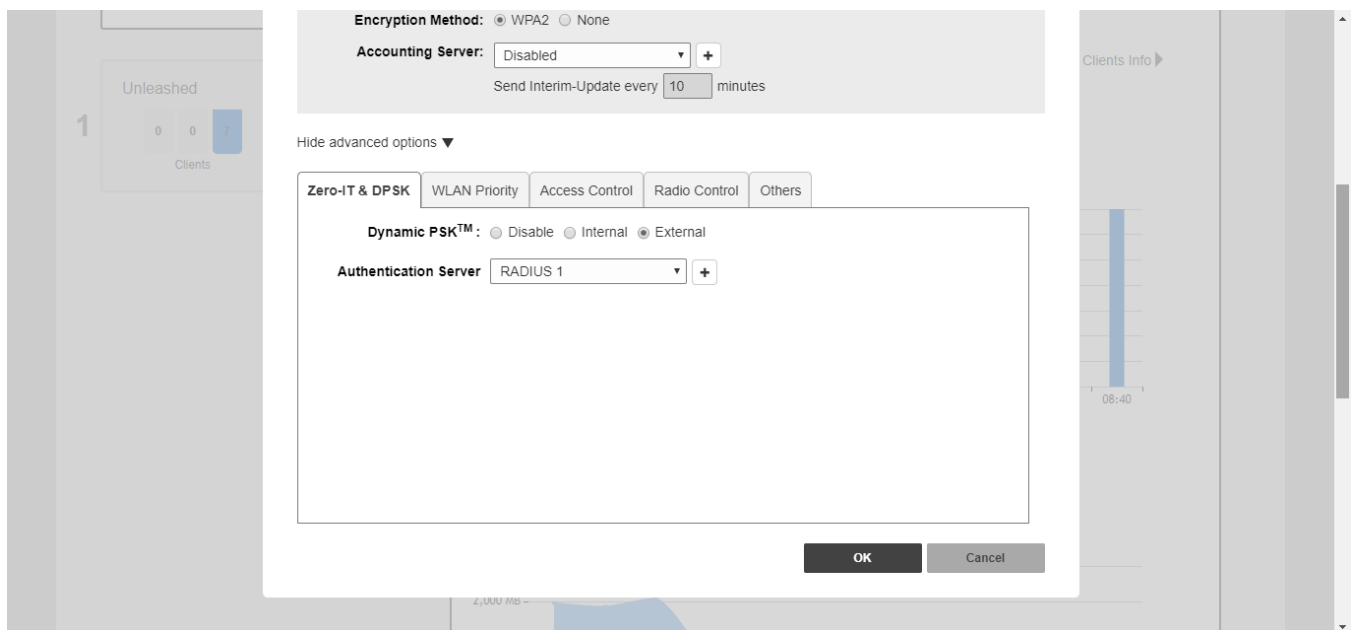 Encryption Method: WPA2 None
Accounting Server: Disabled +
Send Interim-Update every 10 minutes
Clients Info
Unleashed
1
0 0 7
Clients
Hide advanced options
Zero-IT & DPSK WLAN Priority Access Control Radio Control Others
Dynamic PSK™ : Disable Internal External
Authentication Server RADIUS 1 +
08:40
OK Cancel
2,000 MB